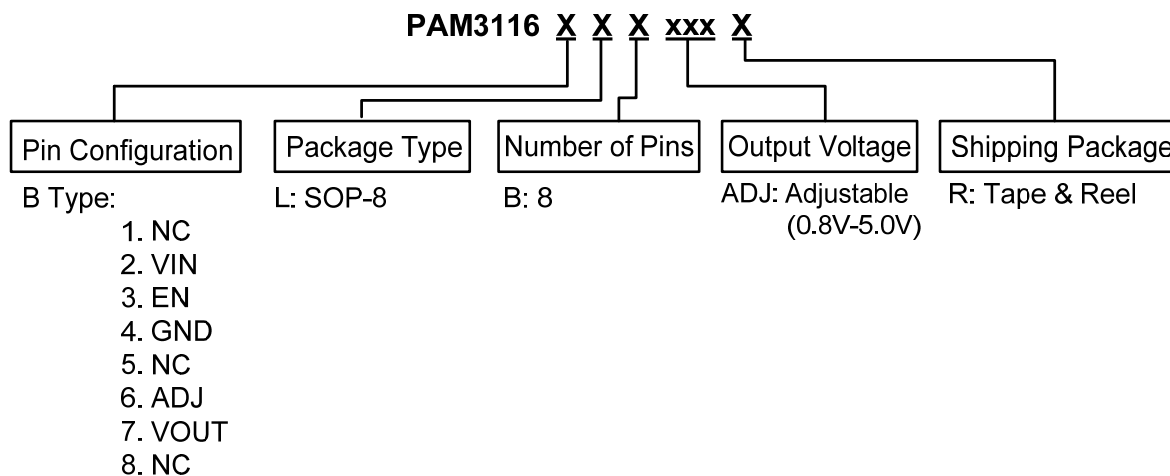 PAM3116 X X X xxx X
Pin Configuration
Package Type
Number of Pins
Output Voltage
Shipping Package
B Type:
1. NC
2. VIN
3. EN
4. GND
5. NC
6. ADJ
7. VOUT
8. NC
L: SOP-8
B: 8
ADJ: Adjustable
(0.8V-5.0V)
R: Tape & Reel